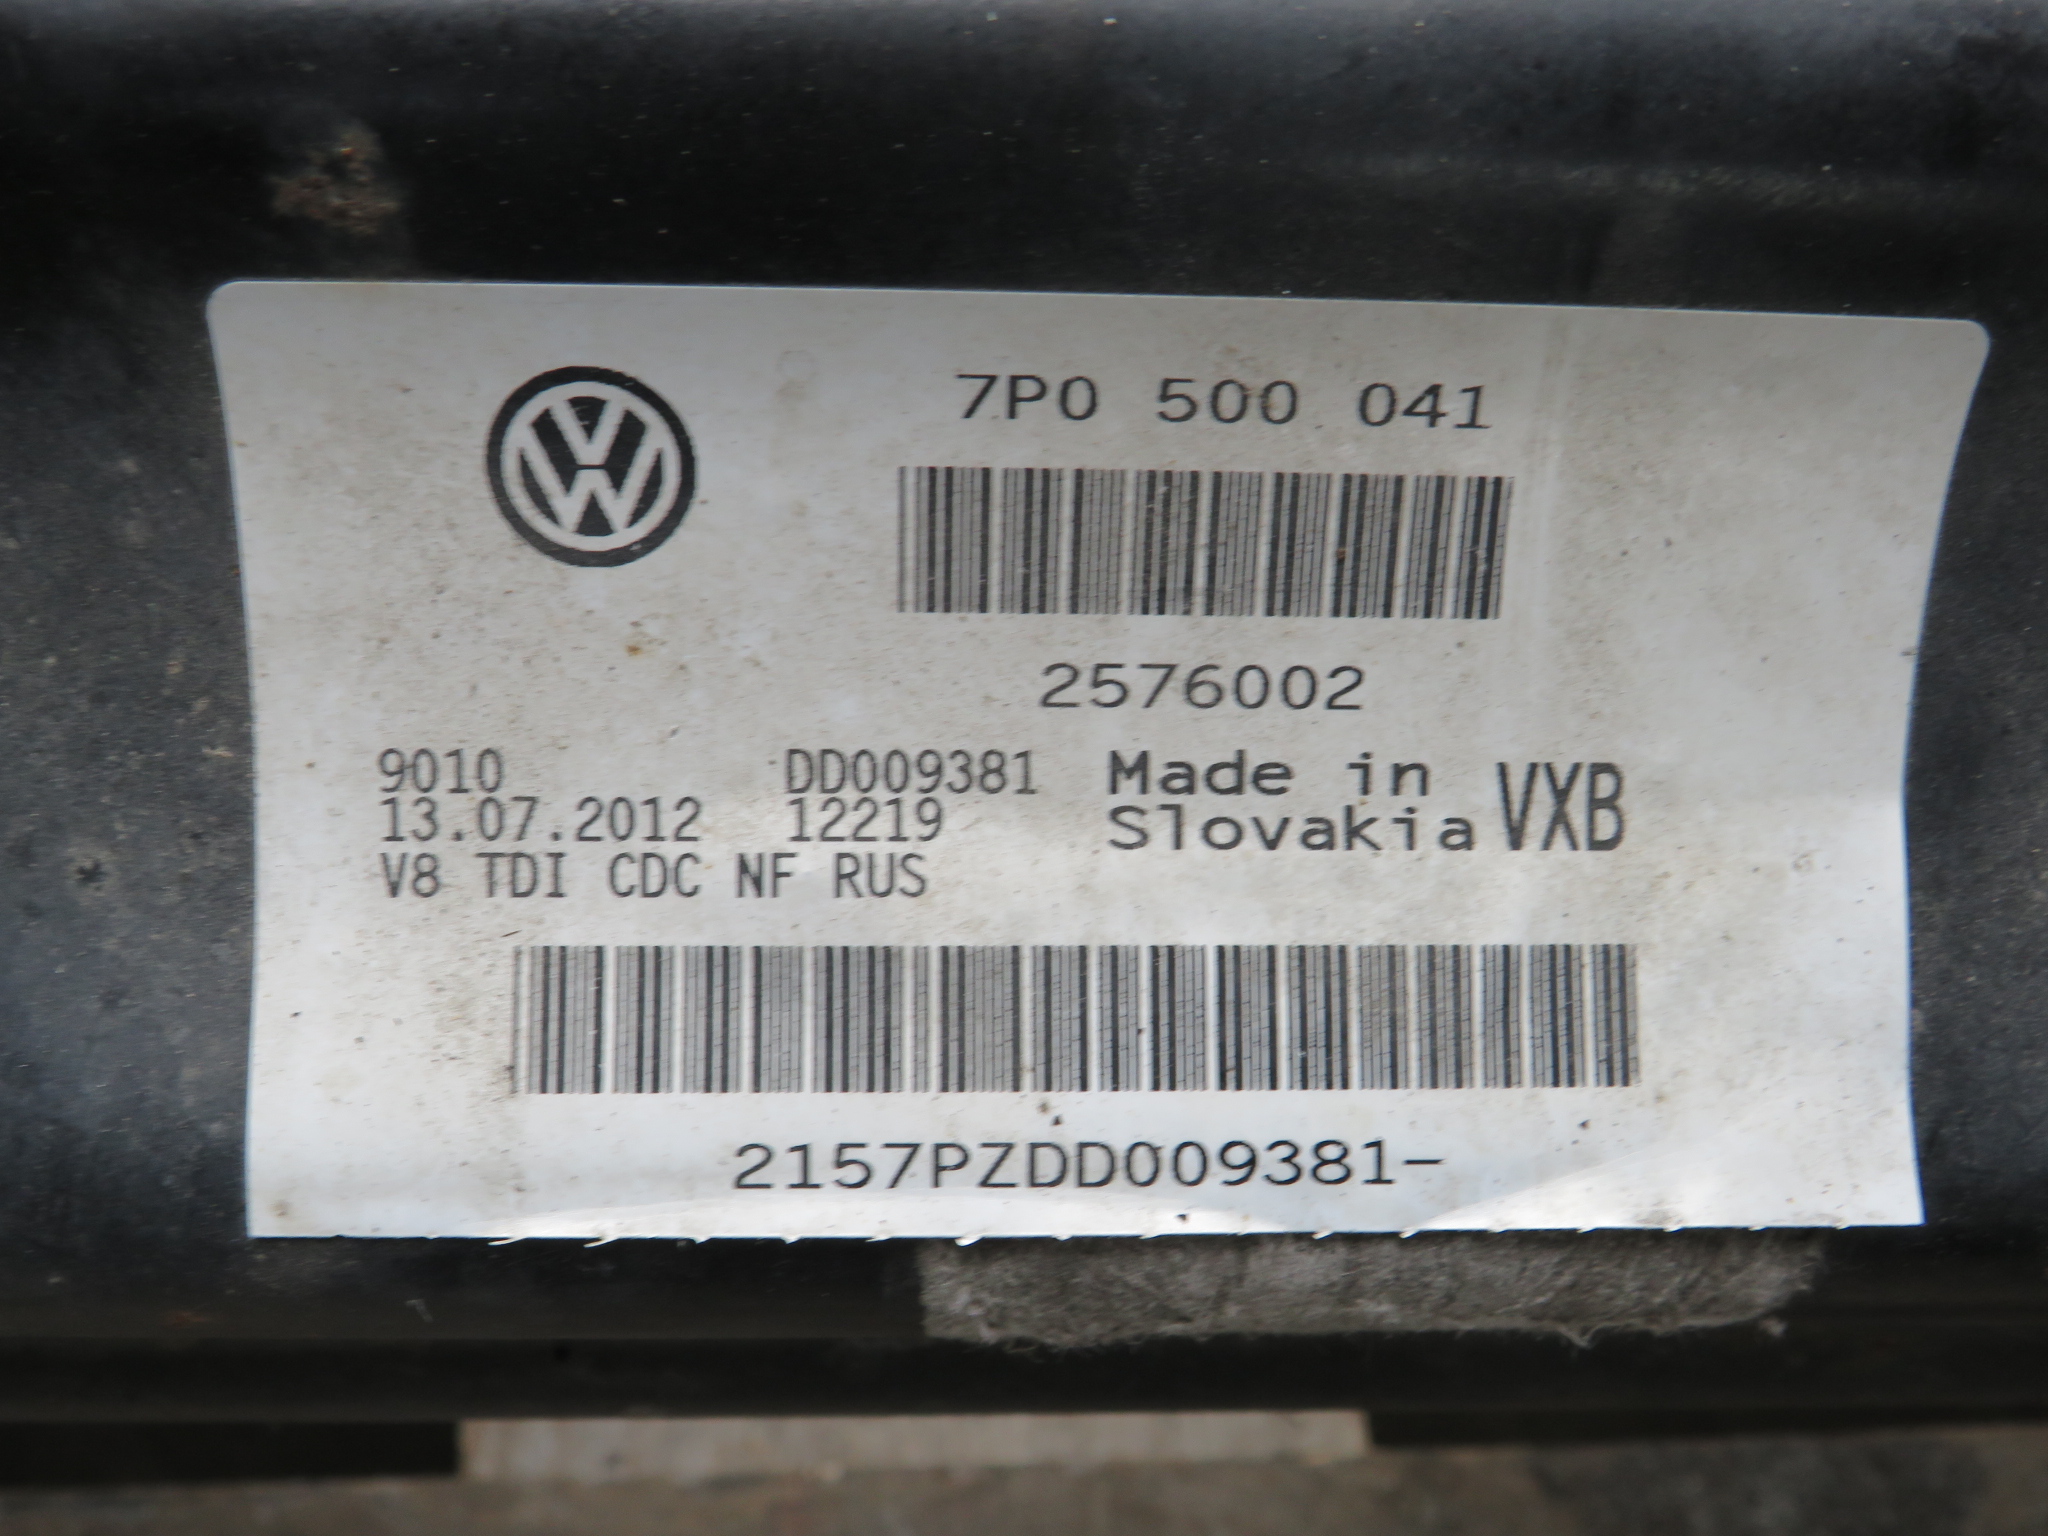 VW
7P0 500 041
2576002
9010 DD009381 Made in VXB
13.07.2012 12219 Slovakia
V8 TDI CDC NF RUS
2157PZDD009381-